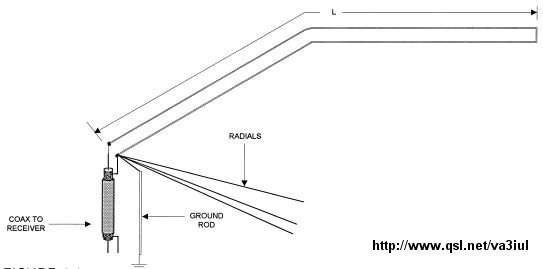 L
RADIALS
COAX TO
RECEIVER
GROUND
ROD
http://www.qsl.net/va3iul